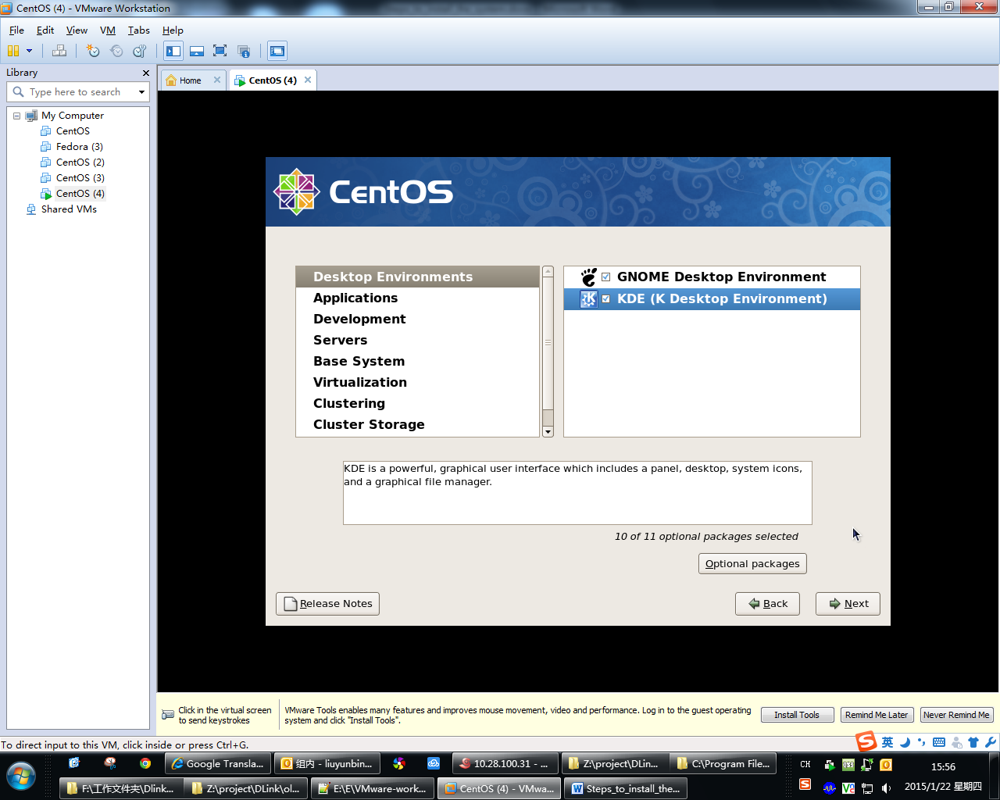 CentOS (4) - VMware Workstation
File Edit View VM Tabs Help
Library
Home
CentOS (4)
Type here to search
My Computer
CentOS
Fedora (3)
CentOS (2)
CentOS (3)
CentOS (4)
Shared VMs
CentOS
Desktop Environments
Applications
Development
Servers
Base System
Virtualization
Clustering
Cluster Storage
GNOME Desktop Environment
KDE (K Desktop Environment)
KDE is a powerful, graphical user interface which includes a panel, desktop, system icons,
and a graphical file manager.
10 of 11 optional packages selected
Optional packages
Release Notes
Back
Next
Click in the virtual screen
to send keystrokes
VMware Tools enables many features and improves mouse movement, video and performance. Log in to the guest operating
system and click "Install Tools".
Install Tools
Remind Me Later
Never Remind Me
To direct input to this VM, click inside or press Ctrl+G.
英
Google Transla...
组内 - liuyunbin...
10.28.100.31 - ...
Z:\project\DLin...
C:\Program File...
CH
15:56
F:\工作文件夹\Dlink...
Z:\project\DLink\ol...
E:\E\VMware-work...
CentOS (4) - VMwa...
Steps_to_install_the...
2015/1/22 星期四